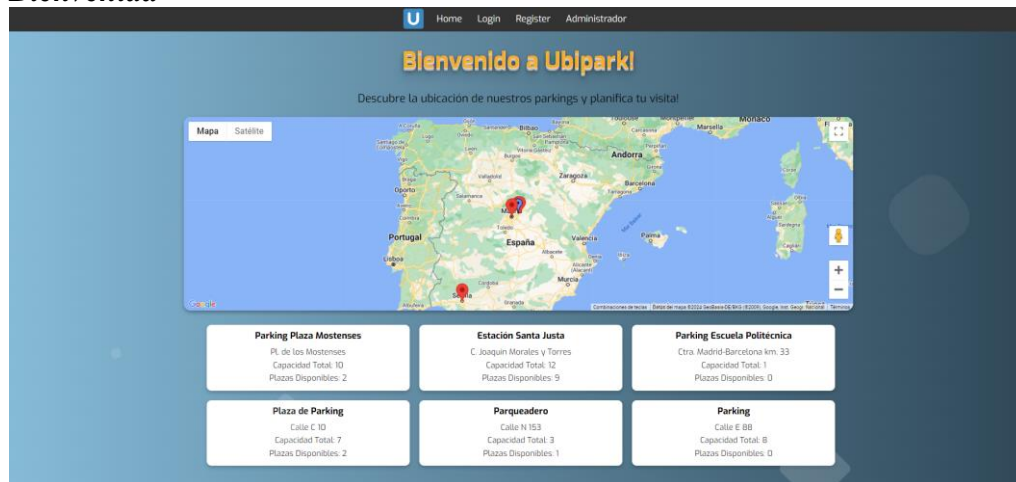 U Home Login Register Administrador
Bienvenido a Ubipark!
Descubre la ubicación de nuestros parkings y planifica tu visita!
Mapa Satélite
Toulouse Montpellier Mónaco
Marsella
Bilbao
Andorra
Oporto
Zaragoza
Barcelona
Salamanca
Portugal
España
Valencia
Palma
Lisboa
Murcia
Granada
Google
Parking Plaza Mostenses
Pl. de los Mostenses
Capacidad Total: 10
Plazas Disponibles: 2
Estación Santa Justa
C. Joaquin Morales y Torres
Capacidad Total: 12
Plazas Disponibles: 9
Parking Escuela Politécnica
Ctra. Madrid-Barcelona km. 33
Capacidad Total: 1
Plazas Disponibles: 0
Plaza de Parking
Calle C 10
Capacidad Total: 7
Plazas Disponibles: 2
Parqueadero
Calle N 153
Capacidad Total: 3
Plazas Disponibles: 1
Parking
Calle E 88
Capacidad Total: 8
Plazas Disponibles: 0